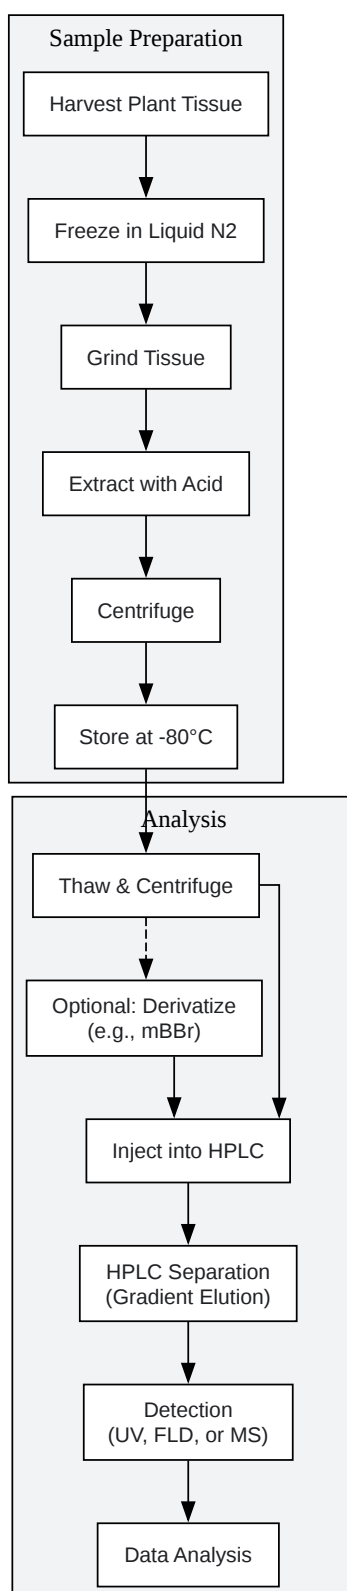 Sample Preparation
Harvest Plant Tissue
Freeze in Liquid N2
Grind Tissue
Extract with Acid
Centrifuge
Store at -80°C
Analysis
Thaw & Centrifuge
Optional: Derivatize
(e.g., mBBr)
Inject into HPLC
HPLC Separation
(Gradient Elution)
Detection
(UV, FLD, or MS)
Data Analysis